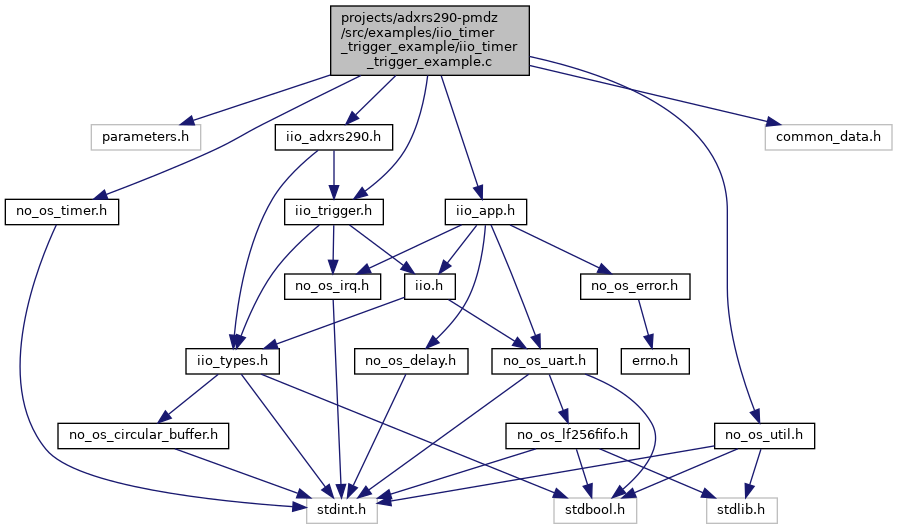 projects/adxrs290-pmdz
/src/examples/iio_timer
_trigger_example/iio_timer
_trigger_example.c
parameters.h
iio_adxrs290.h
common_data.h
no_os_timer.h
iio_trigger.h
iio_app.h
no_os_irq.h
iio.h
no_os_error.h
iio_types.h
no_os_delay.h
no_os_uart.h
errno.h
no_os_circular_buffer.h
no_os_lf256fifo.h
no_os_util.h
stdint.h
stdbool.h
stdlib.h